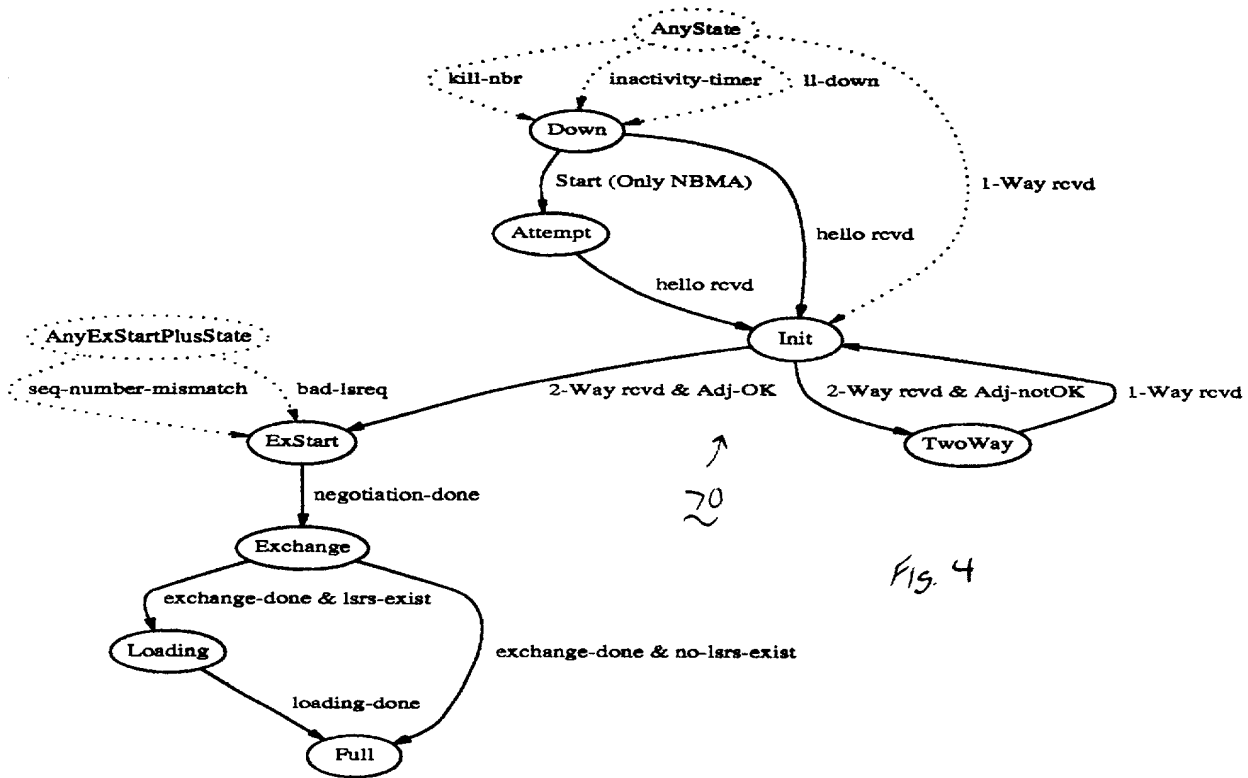 AnyState
kill-nbr
inactivity-timer
ll-down
Down
Start (Only NBMA)
1-Way rcvd
Attempt
hello rcvd
hello rcvd
AnyExStartPlusState
Init
seq-number-mismatch
bad-lsreq
2-Way rcvd & Adj-OK
2-Way rcvd & Adj-notOK
1-Way rcvd
ExStart
TwoWay
negotiation-done
70
Exchange
Fig. 4
exchange-done & lsrs-exist
Loading
exchange-done & no-lsrs-exist
loading-done
Full